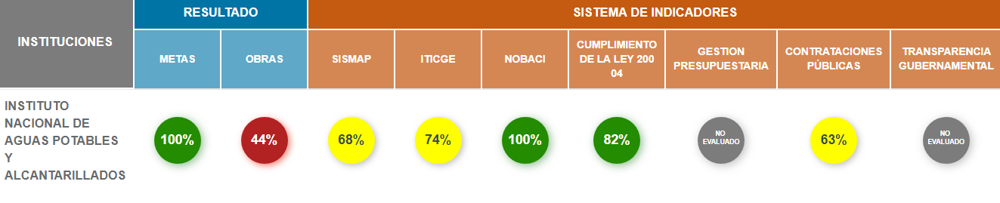 RESULTADO
SISTEMA DE INDICADORES
INSTITUCIONES
METAS
OBRAS
SISMAP
ITICGE
NOBACI
CUMPLIMIENTO
DE LA LEY 200
04
GESTION
PRESUPUESTARIA
CONTRATACIONES
PÚBLICAS
TRANSPARENCIA
GUBERNAMENTAL
INSTITUTO
NACIONAL DE
AGUAS POTABLES
Y
ALCANTARILLADOS
100%
44%
68%
74%
100%
82%
NO
EVALUADO
63%
NO
EVALUADO